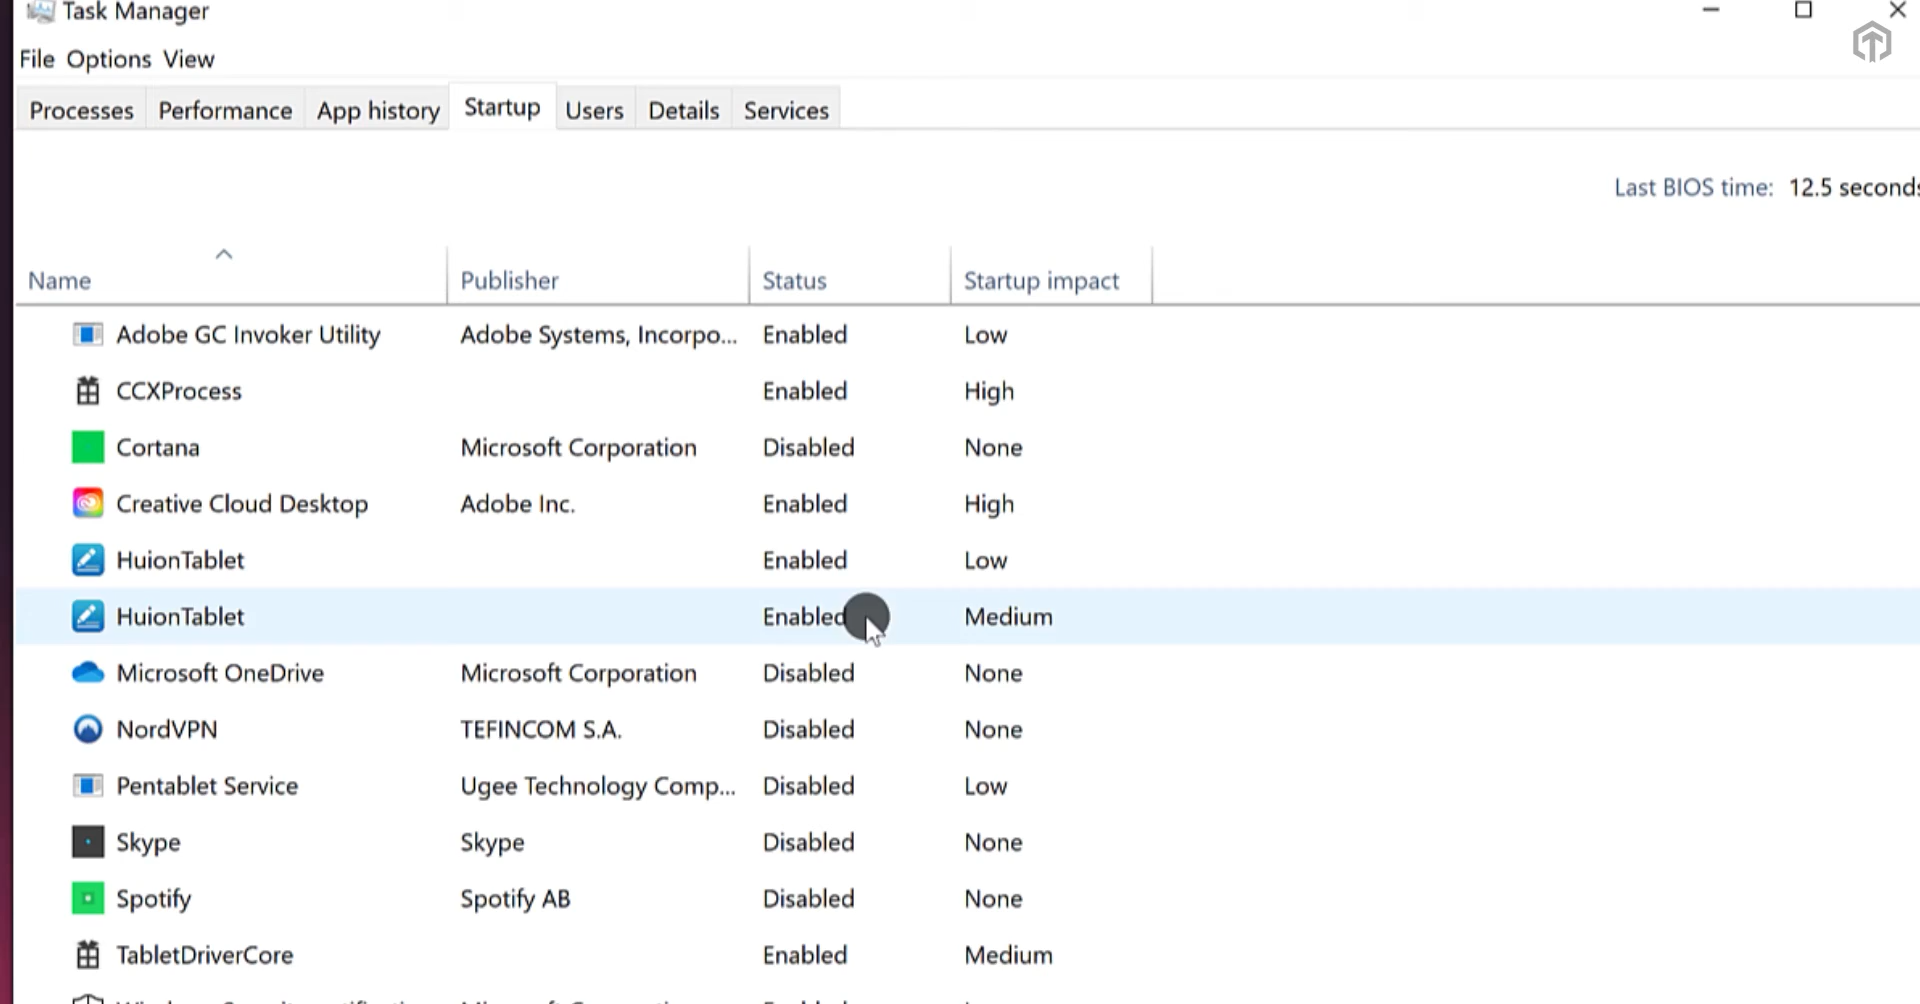 Task Manager
File Options View
Processes Performance App history Startup Users Details Services
Last BIOS time: 12.5 seconds
Name Publisher Status Startup impact
Adobe GC Invoker Utility Adobe Systems, Incorpo... Enabled Low
CCXProcess Enabled High
Cortana Microsoft Corporation Disabled None
Creative Cloud Desktop Adobe Inc. Enabled High
HuionTablet Enabled Low
HuionTablet Enabled Medium
Microsoft OneDrive Microsoft Corporation Disabled None
NordVPN TEFINCOM S.A. Disabled None
Pentablet Service Ugee Technology Comp... Disabled Low
Skype Skype Disabled None
Spotify Spotify AB Disabled None
TabletDriverCore Enabled Medium